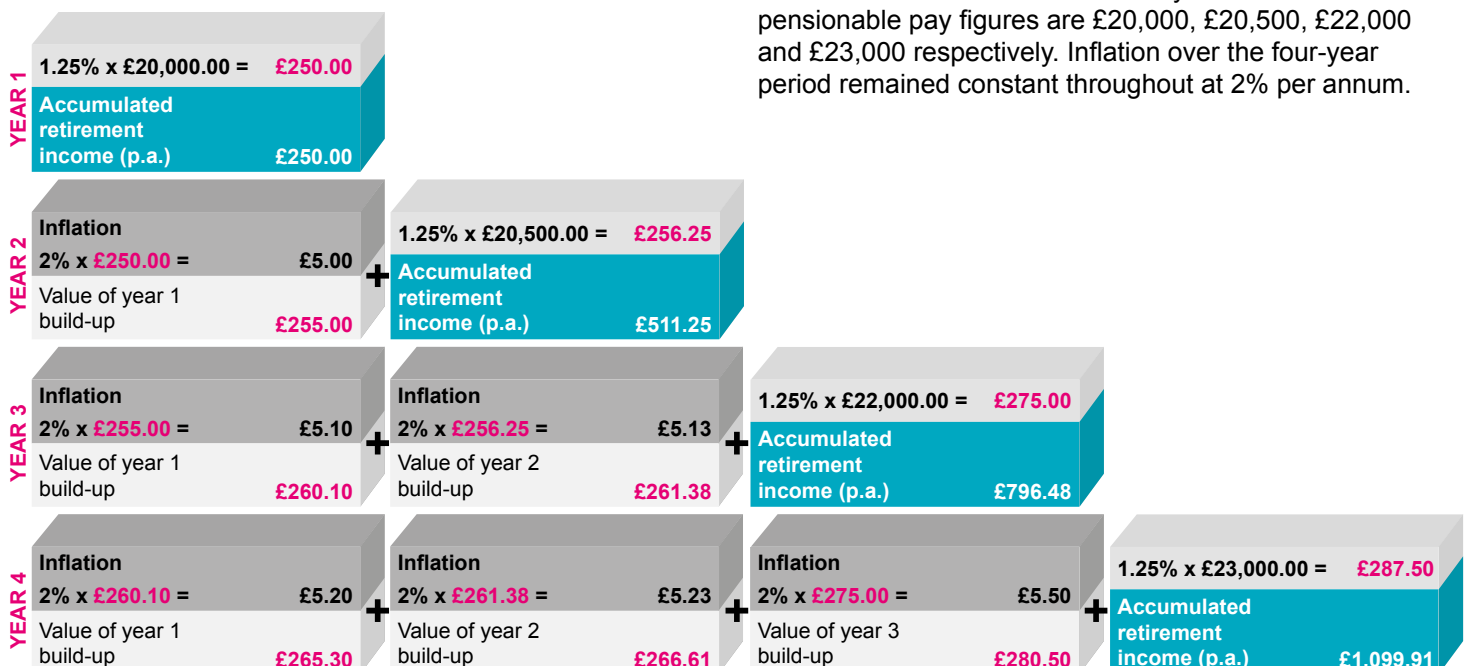 pensionable pay figures are £20,000, £20,500, £22,000
and £23,000 respectively. Inflation over the four-year
period remained constant throughout at 2% per annum.
YEAR 1
1.25% x £20,000.00 = £250.00
Accumulated
retirement
income (p.a.) £250.00
YEAR 2
Inflation
2% x £250.00 = £5.00
Value of year 1
build-up £255.00
+
1.25% x £20,500.00 = £256.25
Accumulated
retirement
income (p.a.) £511.25
YEAR 3
Inflation
2% x £255.00 = £5.10
Value of year 1
build-up £260.10
+
Inflation
2% x £256.25 = £5.13
Value of year 2
build-up £261.38
+
1.25% x £22,000.00 = £275.00
Accumulated
retirement
income (p.a.) £796.48
YEAR 4
Inflation
2% x £260.10 = £5.20
Value of year 1
build-up £265.30
+
Inflation
2% x £261.38 = £5.23
Value of year 2
build-up £266.61
+
Inflation
2% x £275.00 = £5.50
Value of year 3
build-up £280.50
+
1.25% x £23,000.00 = £287.50
Accumulated
retirement
income (p.a.) £1,099.91